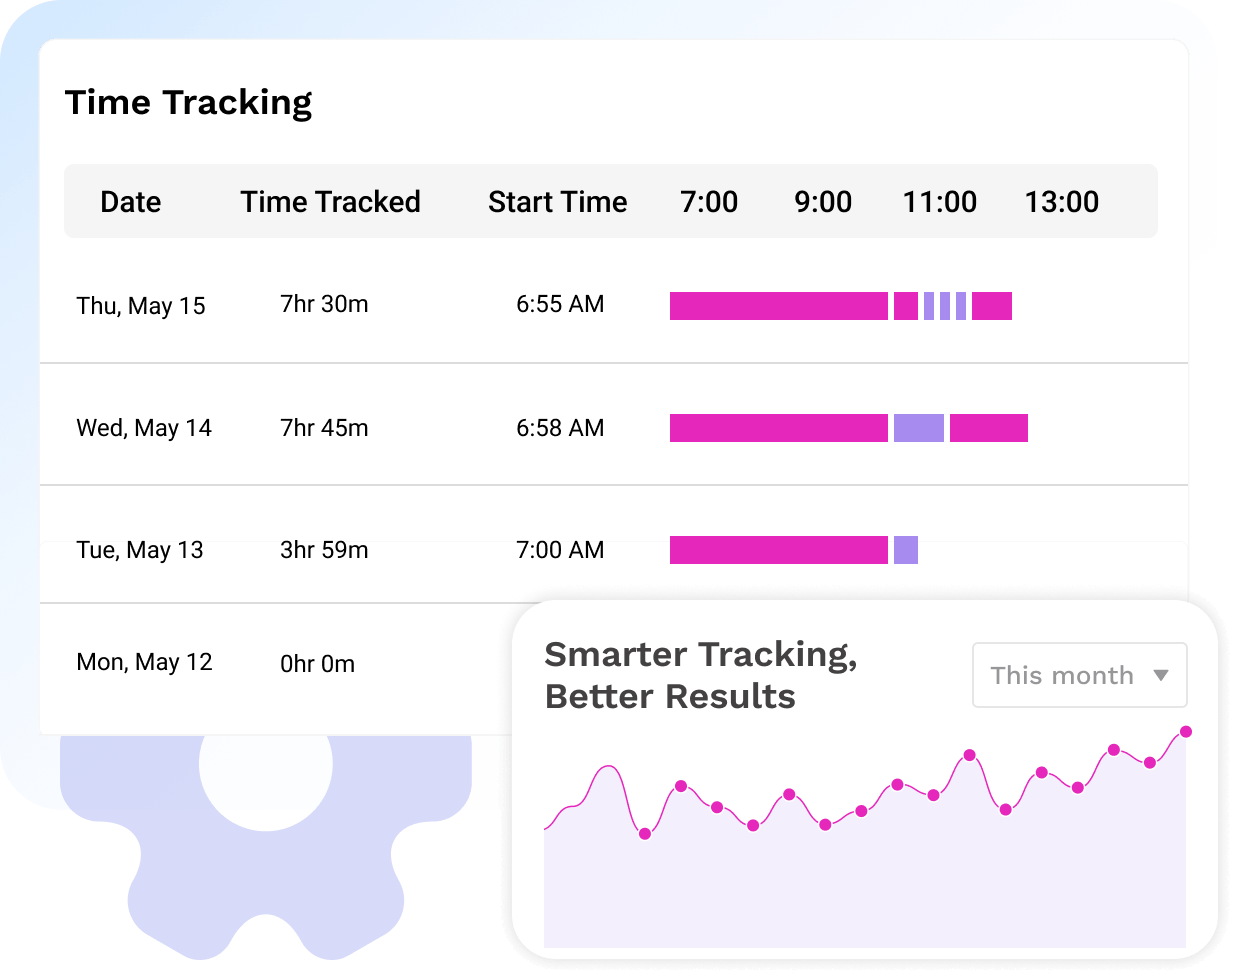 Time Tracking
Date Time Tracked Start Time 7:00 9:00 11:00 13:00
Thu, May 15 7hr 30m 6:55 AM
Wed, May 14 7hr 45m 6:58 AM
Tue, May 13 3hr 59m 7:00 AM
Mon, May 12 0hr 0m
Smarter Tracking,
Better Results
This month